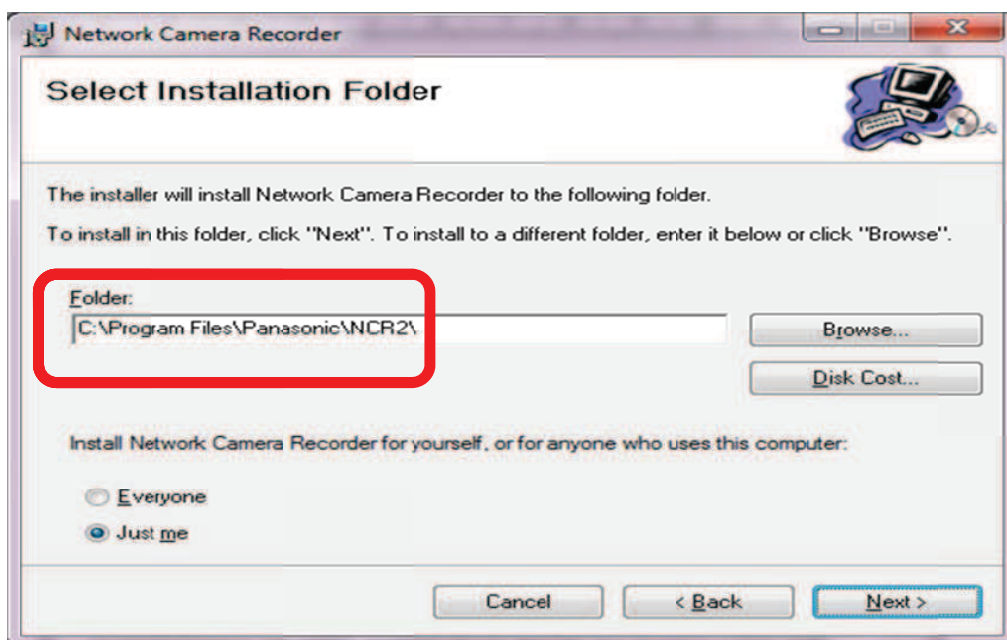 Network Camera Recorder
Select Installation Folder
The installer will install Network Camera Recorder to the following folder.
To install in this folder, click "Next". To install to a different folder, enter it below or click "Browse".
Folder:
C:\Program Files\Panasonic\NCR2\
Browse...
Disk Cost...
Install Network Camera Recorder for yourself, or for anyone who uses this computer:
Everyone
Just me
Cancel
< Back
Next >